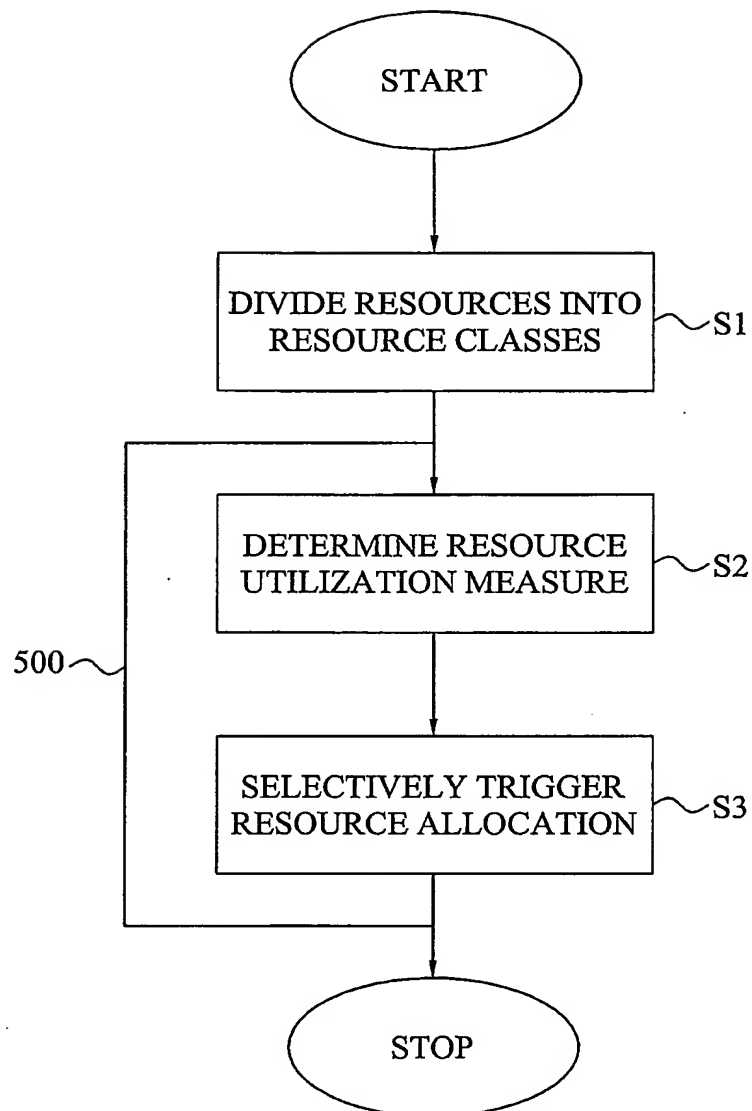 START
DIVIDE RESOURCES INTO
RESOURCE CLASSES
S1
DETERMINE RESOURCE
UTILIZATION MEASURE
S2
500
SELECTIVELY TRIGGER
RESOURCE ALLOCATION
S3
STOP